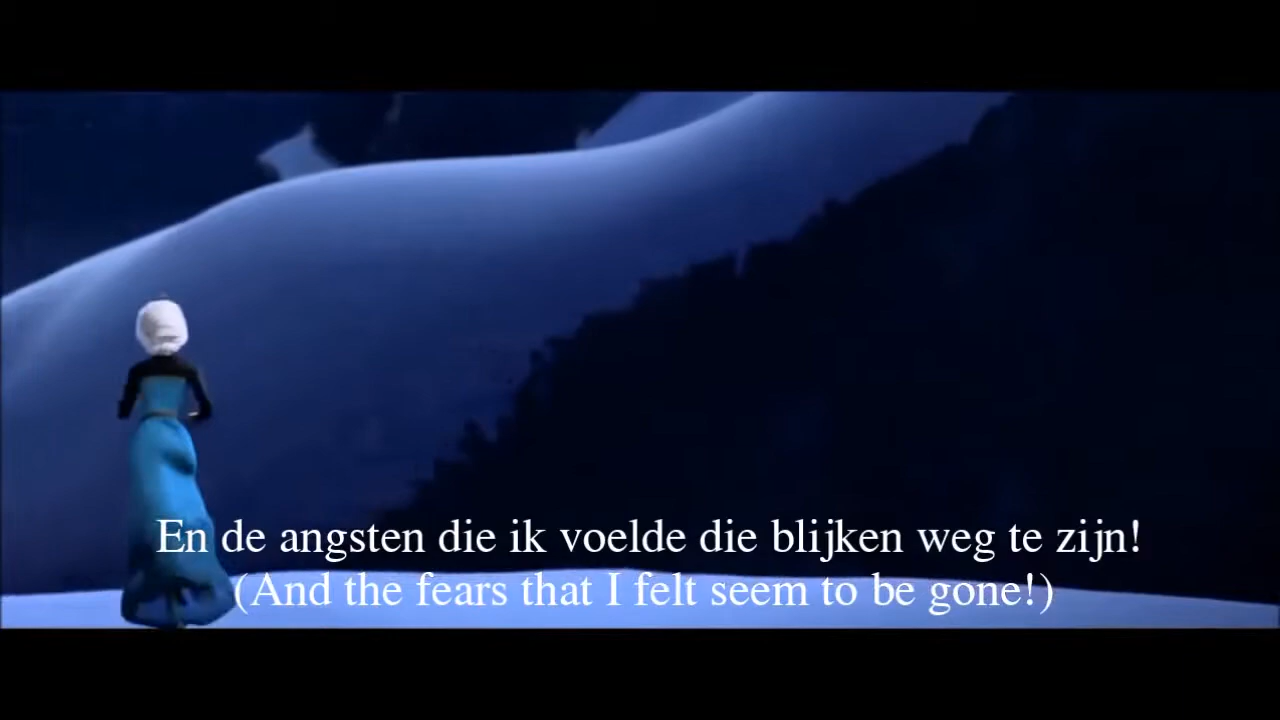 En de angsten die ik voelde die blijken weg te zijn!
(And the fears that I felt seem to be gone!)